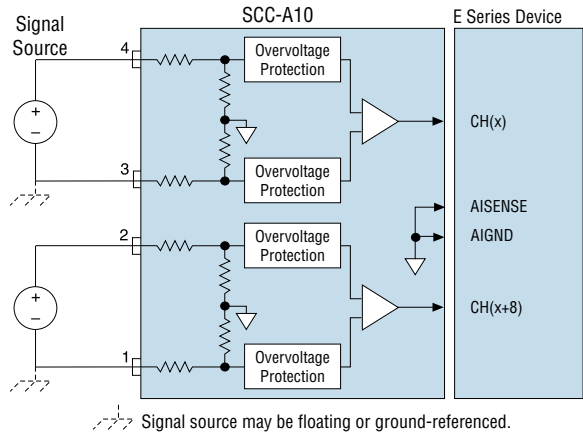 SCC-A10
E Series Device
Signal
Source
4
Overvoltage
Protection
+
–
CH(x)
3
Overvoltage
Protection
AISENSE
2
Overvoltage
Protection
AIGND
+
–
CH(x+8)
1
Overvoltage
Protection
Signal source may be floating or ground-referenced.